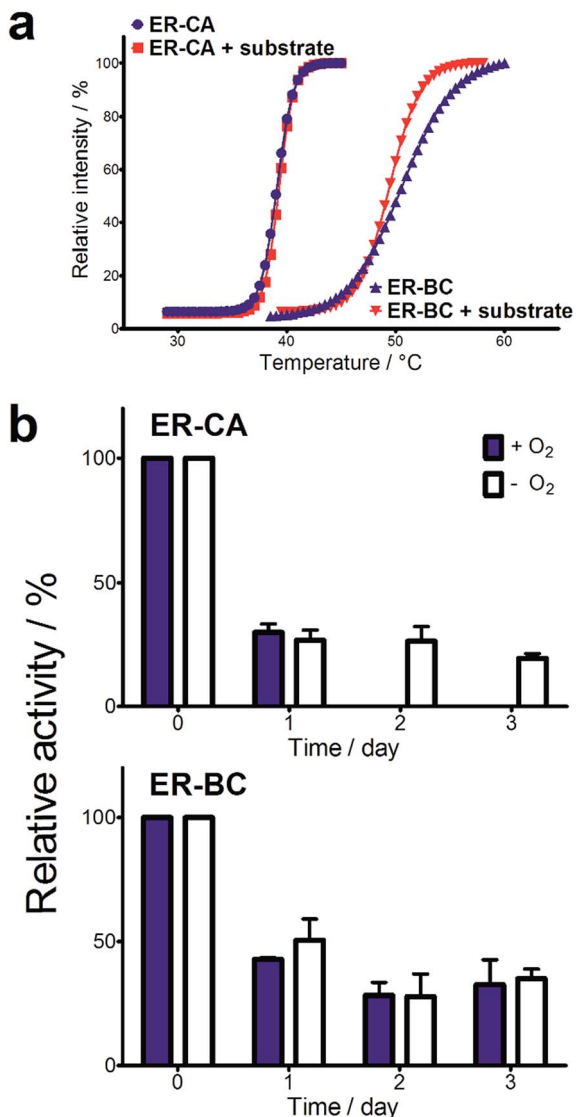 a
ER-CA
ER-CA + substrate
Relative intensity / %
100
80
60
40
20
0
ER-BC
ER-BC + substrate
30 40 50 60
Temperature / °C
b
ER-CA
+ O₂
- O₂
100
50
0
0 1 2 3
Time / day
Relative activity / %
ER-BC
100
50
0
0 1 2 3
Time / day